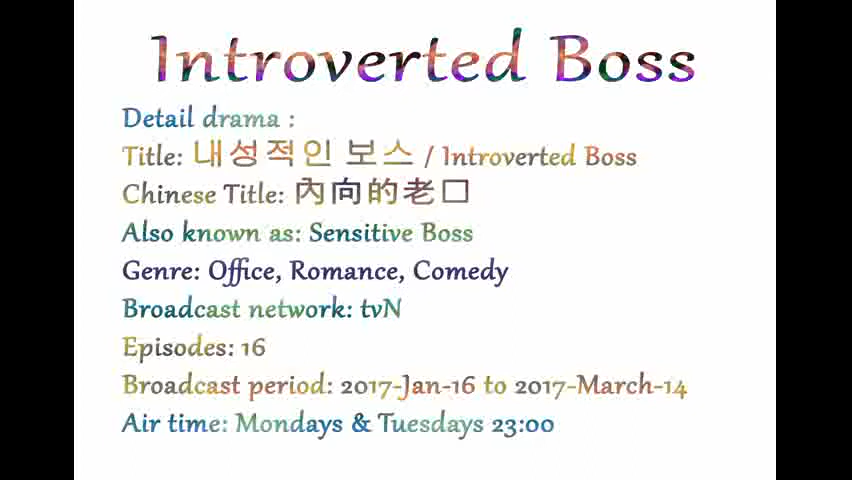 Introverted Boss
Detail drama :
Title: 내성적인 보스 / Introverted Boss
Chinese Title: 內向的老□
Also known as: Sensitive Boss
Genre: Office, Romance, Comedy
Broadcast network: tvN
Episodes: 16
Broadcast period: 2017-Jan-16 to 2017-March-14
Air time: Mondays & Tuesdays 23:00